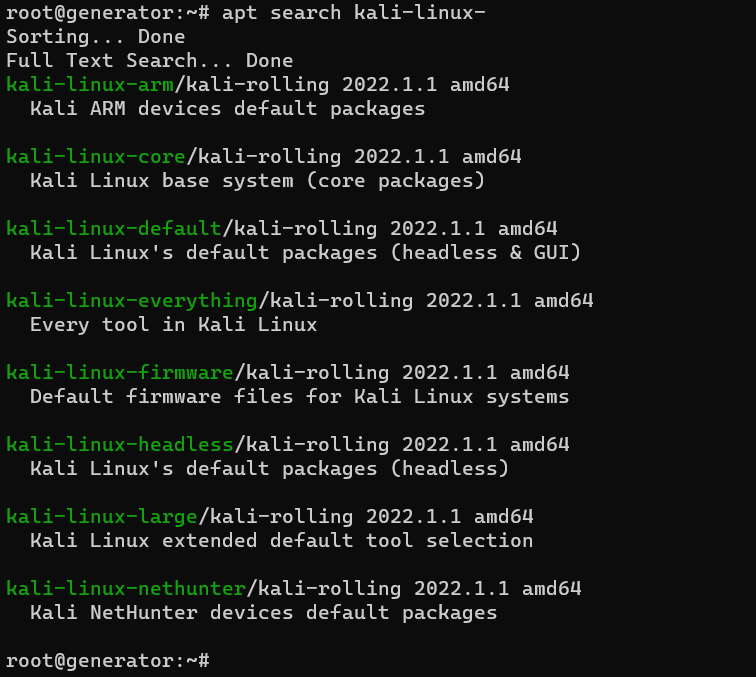 root@generator:~# apt search kali-linux-
Sorting... Done
Full Text Search... Done
kali-linux-arm/kali-rolling 2022.1.1 amd64
  Kali ARM devices default packages

kali-linux-core/kali-rolling 2022.1.1 amd64
  Kali Linux base system (core packages)

kali-linux-default/kali-rolling 2022.1.1 amd64
  Kali Linux's default packages (headless & GUI)

kali-linux-everything/kali-rolling 2022.1.1 amd64
  Every tool in Kali Linux

kali-linux-firmware/kali-rolling 2022.1.1 amd64
  Default firmware files for Kali Linux systems

kali-linux-headless/kali-rolling 2022.1.1 amd64
  Kali Linux's default packages (headless)

kali-linux-large/kali-rolling 2022.1.1 amd64
  Kali Linux extended default tool selection

kali-linux-nethunter/kali-rolling 2022.1.1 amd64
  Kali NetHunter devices default packages

root@generator:~#